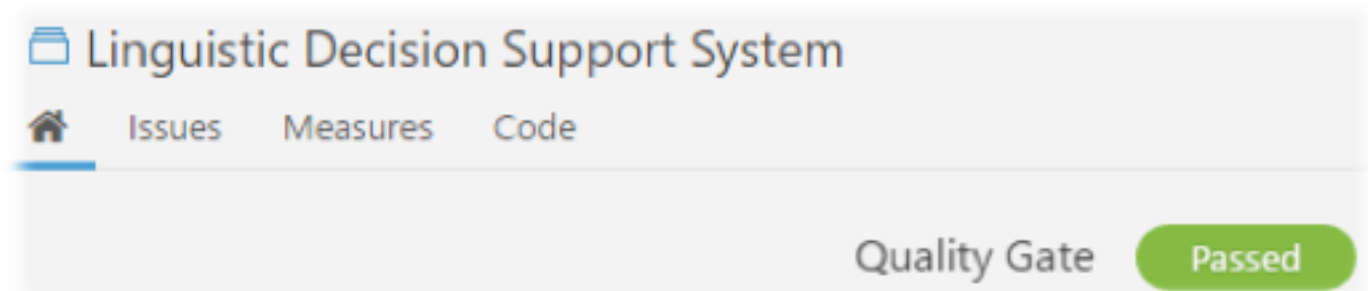 Linguistic Decision Support System
Issues Measures Code
Quality Gate Passed